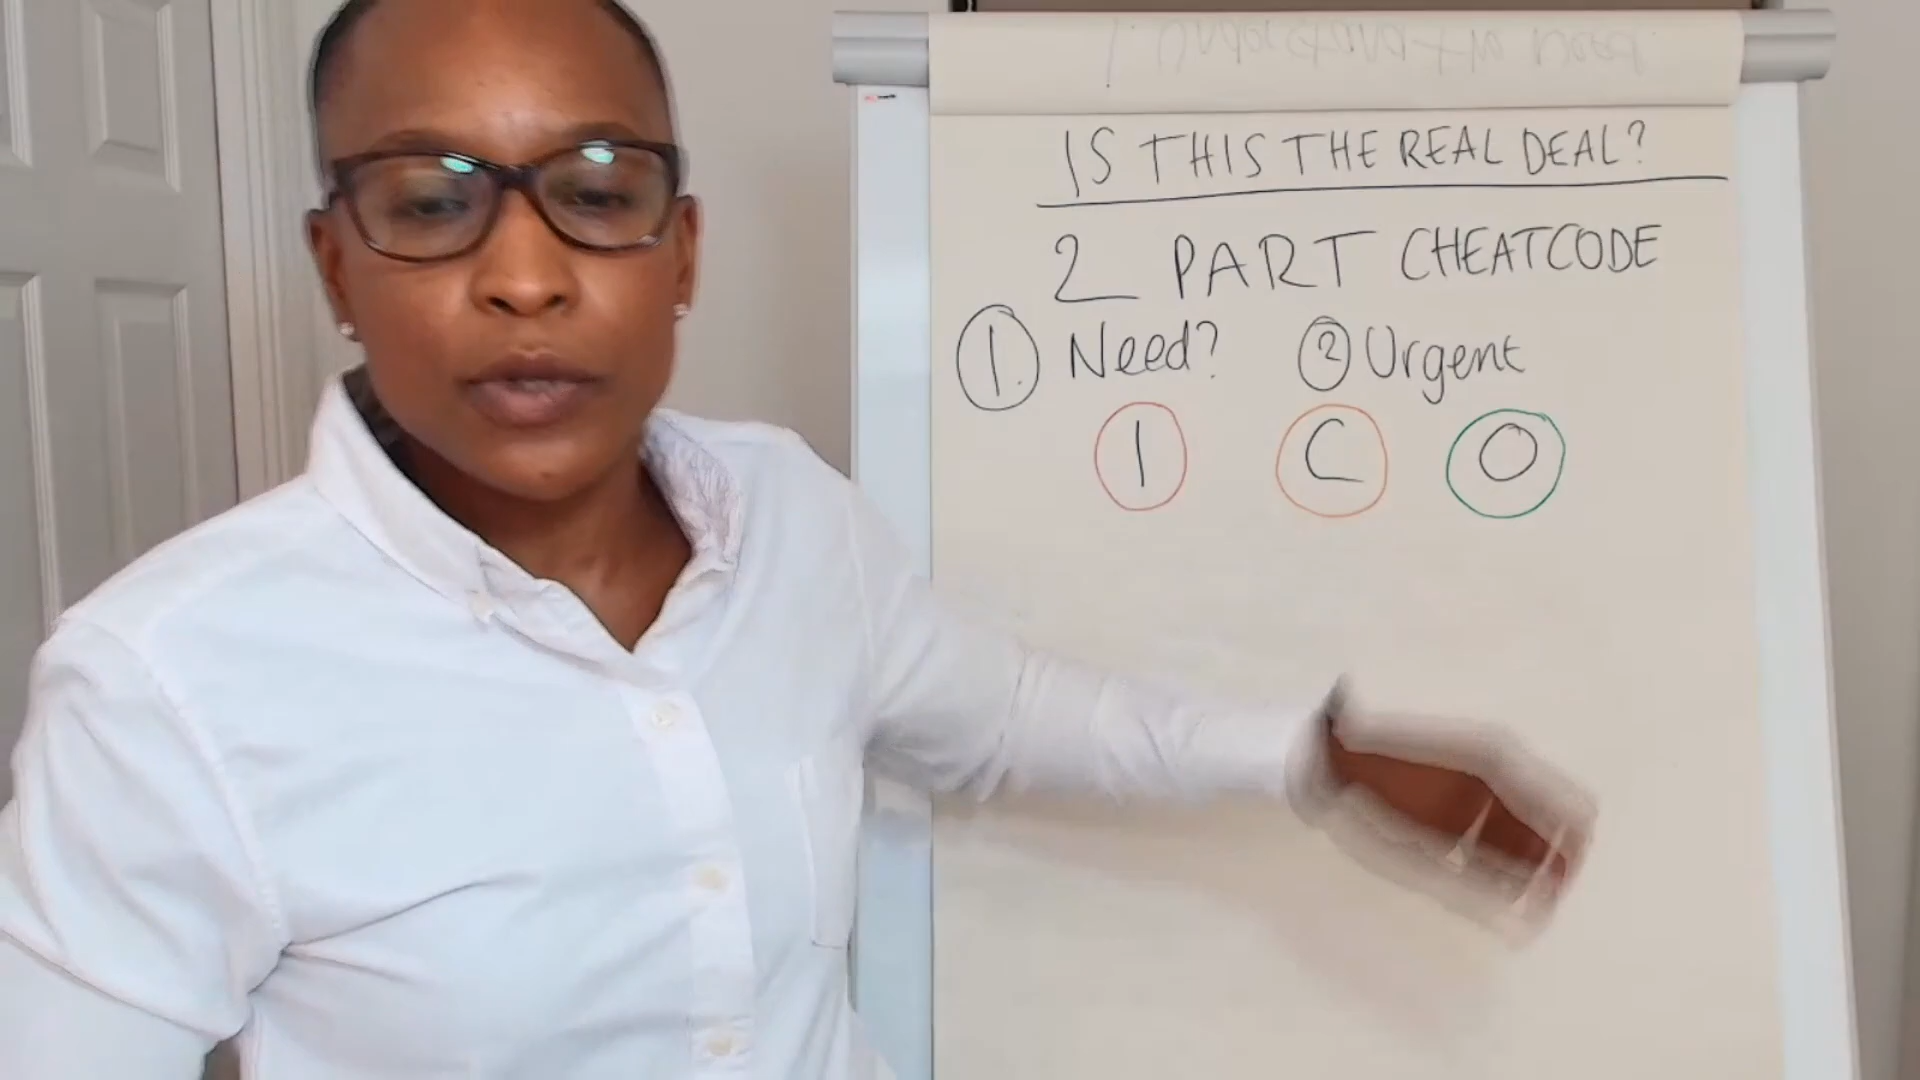 IS THIS THE REAL DEAL?
2 PART CHEATCODE
1. Need? 2 Urgent
I C O